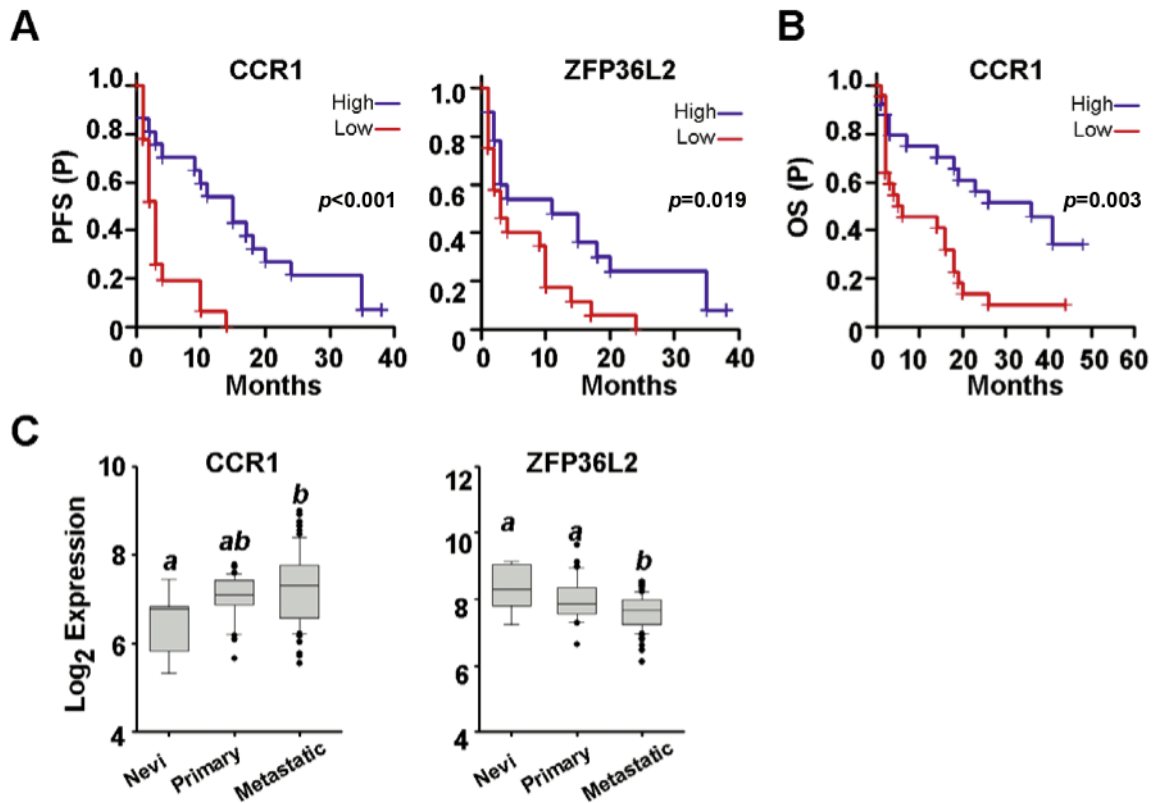 A
B
CCR1
ZFP36L2
CCR1
High
Low
High
Low
High
Low
p<0.001
p=0.019
p=0.003
PFS (P)
OS (P)
1.0
0.8
0.6
0.4
0.2
0
1.0
0.8
0.6
0.4
0.2
0
1.0
0.8
0.6
0.4
0.2
0
0 10 20 30 40
0 10 20 30 40
0 10 20 30 40 50 60
Months
Months
Months
C
CCR1
ZFP36L2
Log2 Expression
10
8
6
4
12
10
8
6
4
a
ab
b
a
a
b
Nevi
Primary
Metastatic
Nevi
Primary
Metastatic